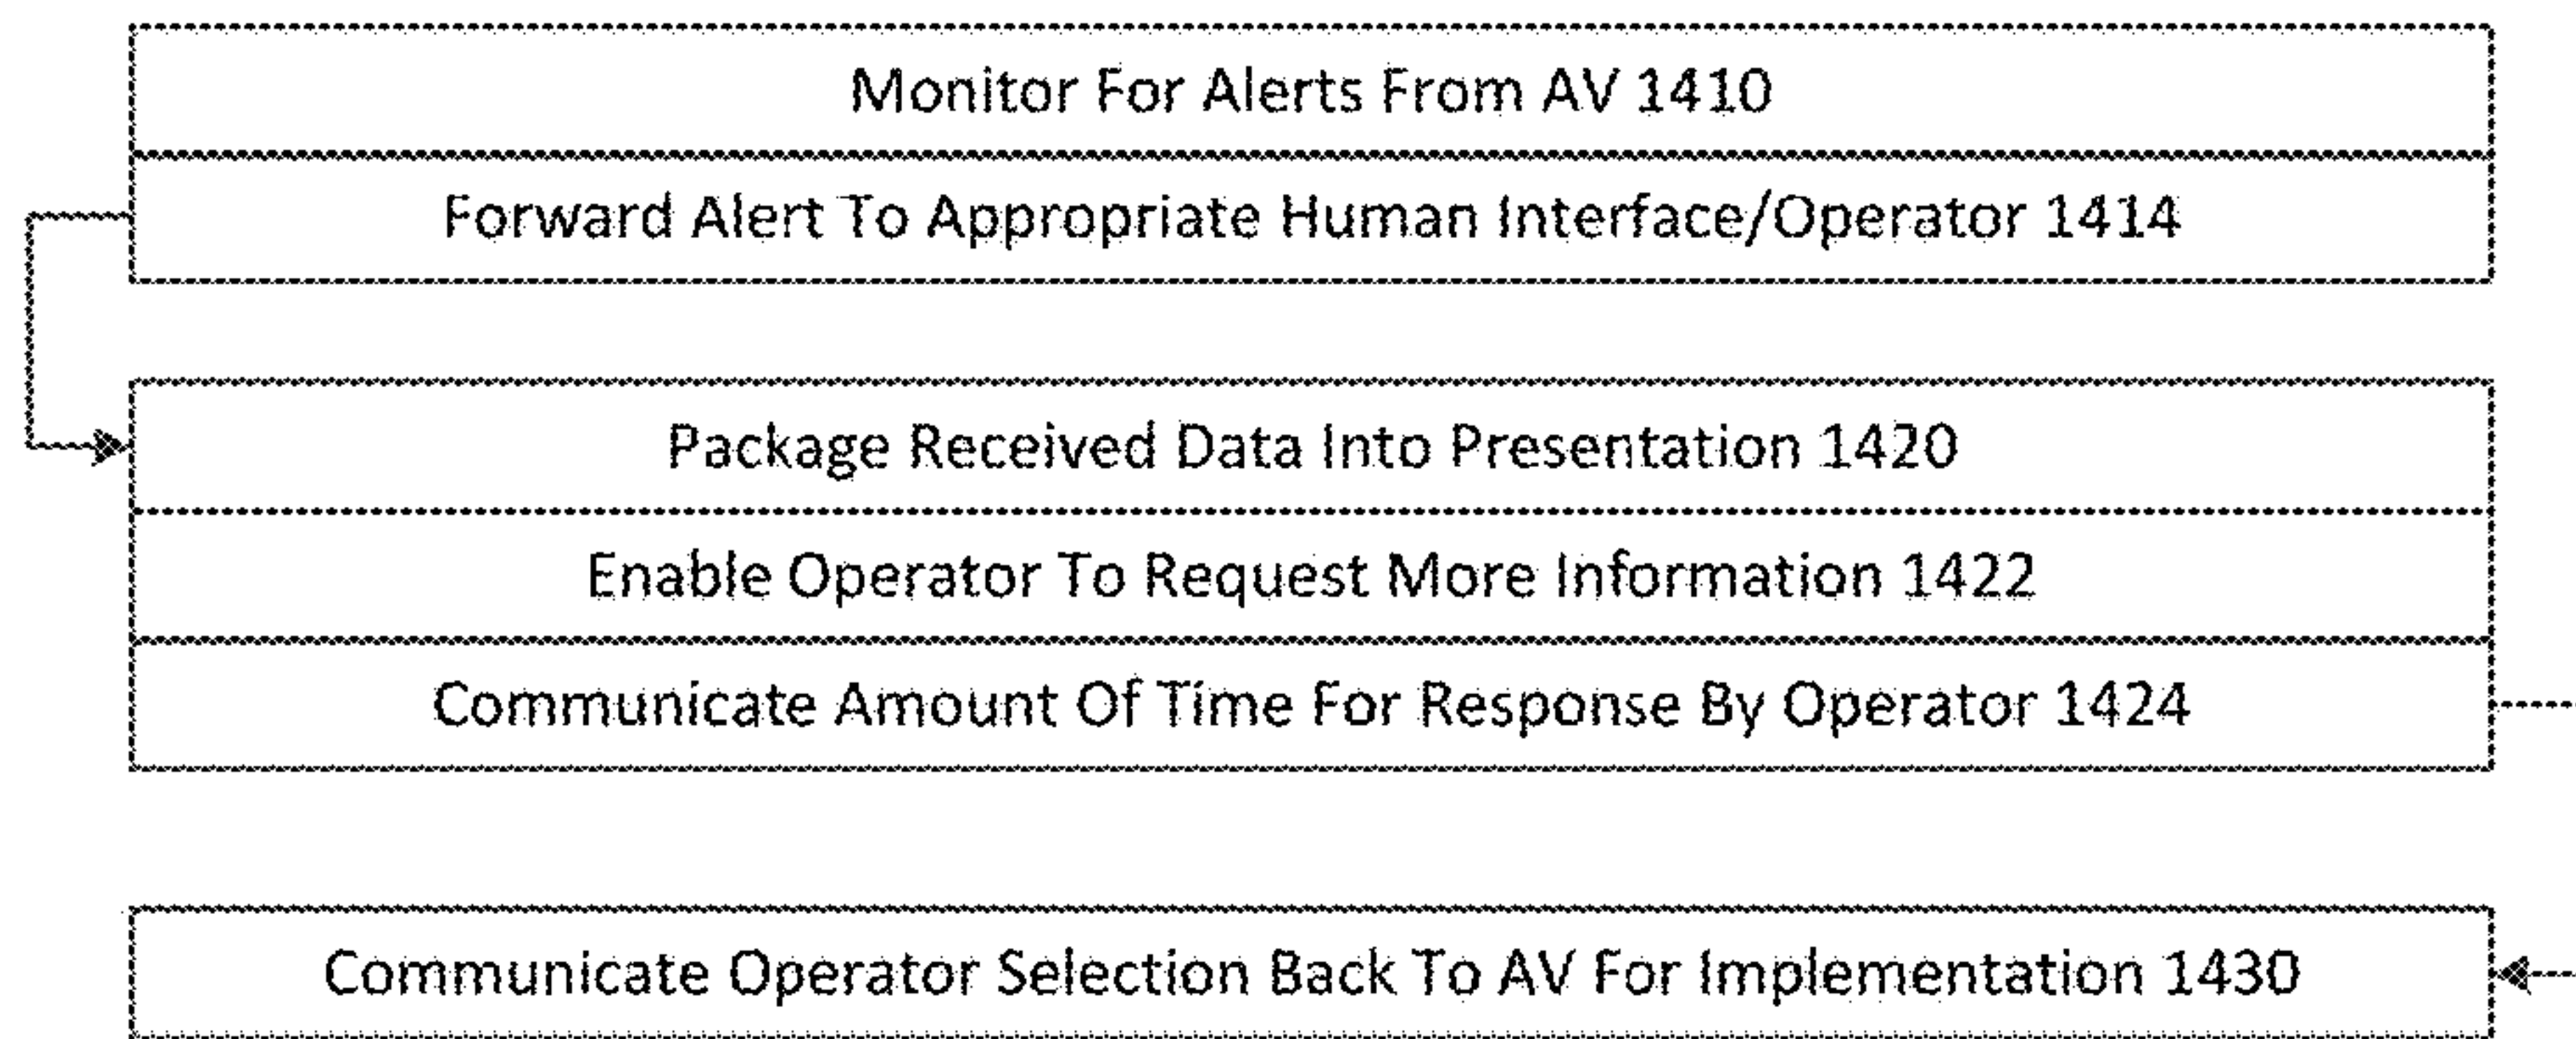 Monitor For Alerts From AV 1410
Forward Alert To Appropriate Human Interface/Operator 1414
Package Received Data Into Presentation 1420
Enable Operator To Request More Information 1422
Communicate Amount Of Time For Response By Operator 1424
Communicate Operator Selection Back To AV For Implementation 1430